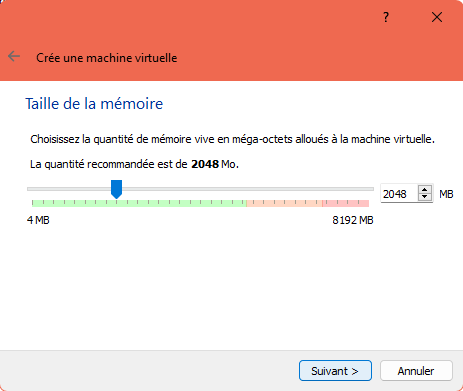 ?
Crée une machine virtuelle
Taille de la mémoire
Choisissez la quantité de mémoire vive en méga-octets alloués à la machine virtuelle.
La quantité recommandée est de 2048 Mo.
2048 MB
4 MB 8192 MB
Suivant > Annuler